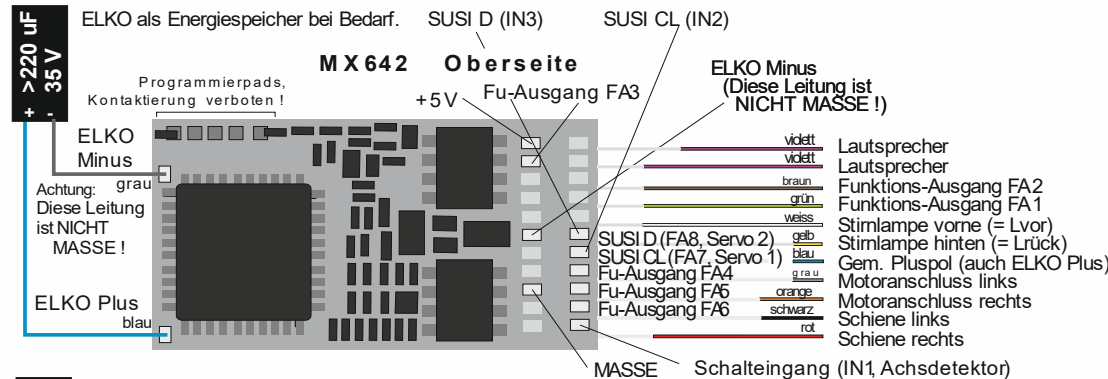 >220 uF
35 V
+ -
ELKO als Energiespeicher bei Bedarf.
SUSI D (IN3)
SUSI CL (IN2)
MX642 Oberseite
Programmierpads,
Kontaktierung verboten !
+5V
Fu-Ausgang FA3
ELKO Minus
(Diese Leitung ist
NICHT MASSE !)
ELKO
Minus
grau
Achtung:
Diese Leitung
ist NICHT
MASSE !
ELKO Plus
blau
violett Lautsprecher
violett Lautsprecher
braun Funktions-Ausgang FA2
grün Funktions-Ausgang FA1
weiss Stirnlampe vorne (= Lvor)
gelb Stirnlampe hinten (= Lrück)
blau Gem. Pluspol (auch ELKO Plus)
grau Motoranschluss links
orange Motoranschluss rechts
schwarz Schiene links
rot Schiene rechts
SUSI D (FA8, Servo 2)
SUSI CL (FA7, Servo 1)
Fu-Ausgang FA4
Fu-Ausgang FA5
Fu-Ausgang FA6
MASSE
Schalteingang (IN1, Achsdetektor)